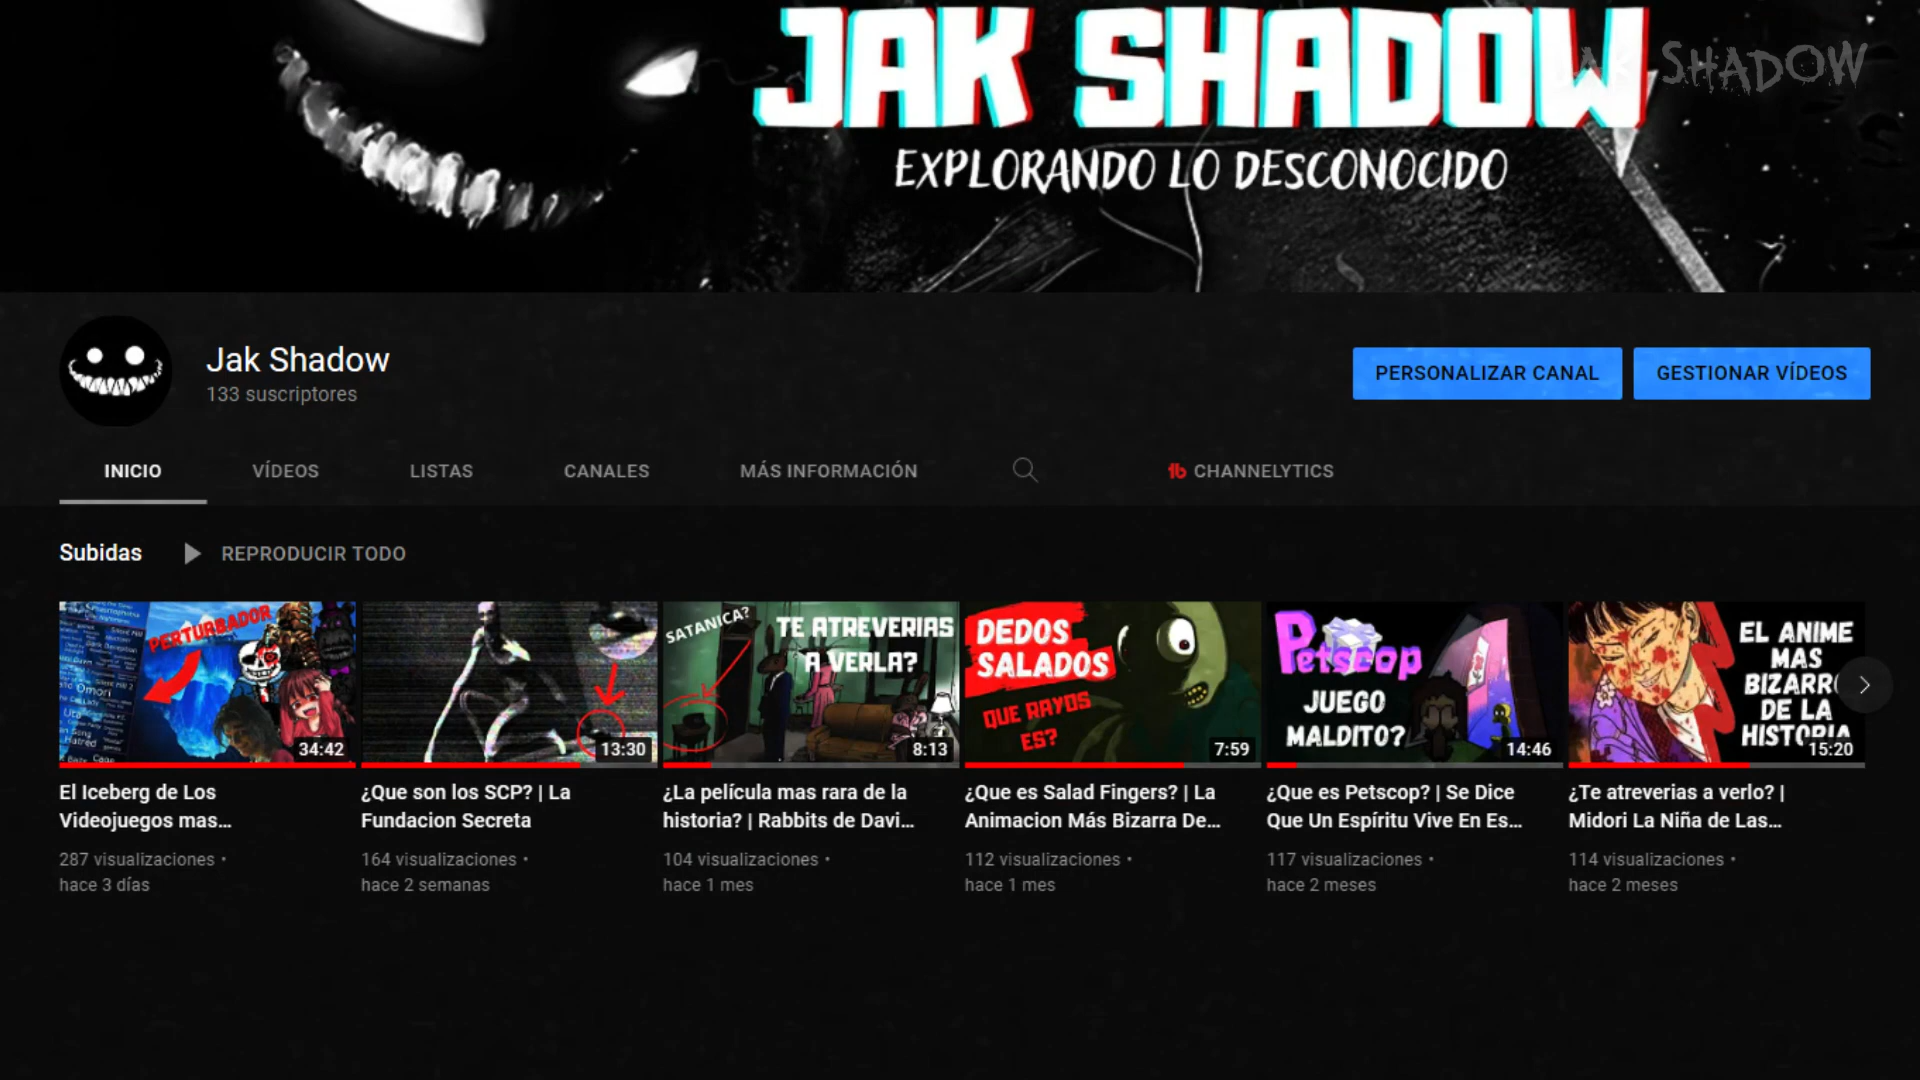 JAK SHADOW
SHADOW
EXPLORANDO LO DESCONOCIDO
Jak Shadow
133 suscriptores
PERSONALIZAR CANAL
GESTIONAR VÍDEOS
INICIO
VÍDEOS
LISTAS
CANALES
MÁS INFORMACIÓN
CHANNELYTICS
Subidas
REPRODUCIR TODO
PERTURBADOR
Omori
Hatred
34:42
13:30
SATANICA?
TE ATREVERIAS
A VERLA?
8:13
DEDOS
SALADOS
QUE RAYOS
ES?
7:59
Petscop
JUEGO
MALDITO?
14:46
EL ANIME
MAS
BIZARRO
DE LA
HISTORIA
15:20
El Iceberg de Los
Videojuegos mas...
287 visualizaciones •
hace 3 días
¿Que son los SCP? | La
Fundacion Secreta
164 visualizaciones •
hace 2 semanas
¿La película mas rara de la
historia? | Rabbits de Davi...
104 visualizaciones •
hace 1 mes
¿Que es Salad Fingers? | La
Animacion Más Bizarra De...
112 visualizaciones •
hace 1 mes
¿Que es Petscop? | Se Dice
Que Un Espíritu Vive En Es...
117 visualizaciones •
hace 2 meses
¿Te atreverias a verlo? |
Midori La Niña de Las...
114 visualizaciones •
hace 2 meses